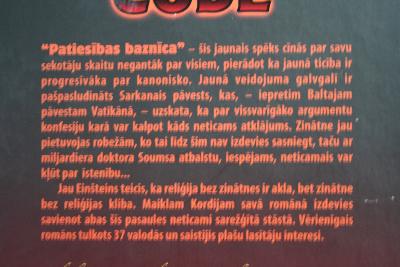 CODE
“Patiesības baznīca” – šis jaunais spēks cīnās par savu
sekotāju skaitu negantāk par visiem, pierādot ka jaunā ticība ir
progresīvāka par kanonisko. Jaunā veidojuma galvgalī ir
pašpasludināts Sarkanais pāvests, kas, – iepretim Baltajam
pāvestam Vatikānā, – uzskata, ka par vissvarīgāko argumentu
konfesiju karā var kalpot kāds neticams atklājums. Zinātne jau
pietuvojas robežām, ko tai līdz šim nav izdevies sasniegt, taču ar
miljardiera doktora Soumsa atbalstu, iespējams, neticamais var
kļūt par īstenību...
Jau Einšteins teicis, ka reliģija bez zinātnes ir akla, bet zinātne
bez reliģijas kliba. Maiklam Kordijam savā romānā izdevies
savienot abas šīs pasaules neticami sarežģītā stāstā. Vērienīgais
romāns tulkots 37 valodās un saistījis plašu lasītāju interesi.